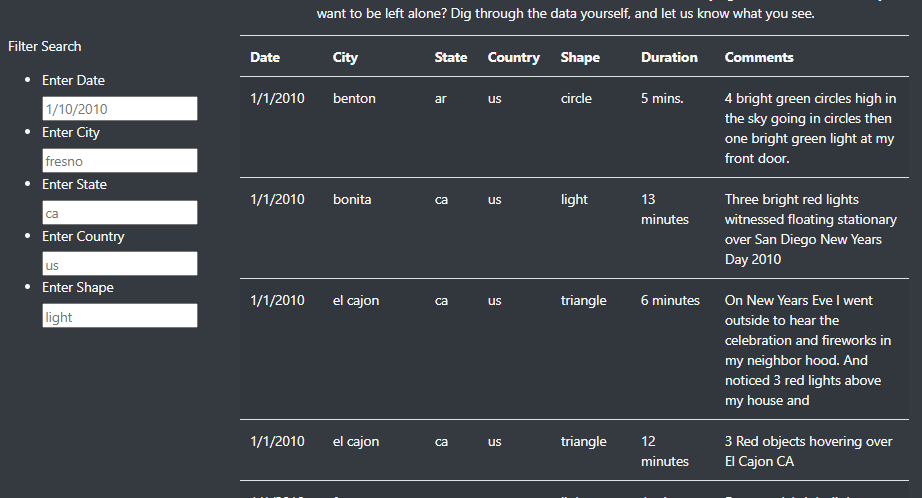 want to be left alone? Dig through the data yourself, and let us know what you see.
Filter Search
Enter Date
1/10/2010
Enter City
fresno
Enter State
ca
Enter Country
us
Enter Shape
light
Date City State Country Shape Duration Comments
1/1/2010 benton ar us circle 5 mins. 4 bright green circles high in
the sky going in circles then
one bright green light at my
front door.
1/1/2010 bonita ca us light 13 Three bright red lights
minutes witnessed floating stationary
over San Diego New Years
Day 2010
1/1/2010 el cajon ca us triangle 6 minutes On New Years Eve I went
outside to hear the
celebration and fireworks in
my neighbor hood. And
noticed 3 red lights above
my house and
1/1/2010 el cajon ca us triangle 12 3 Red objects hovering over
minutes El Cajon CA